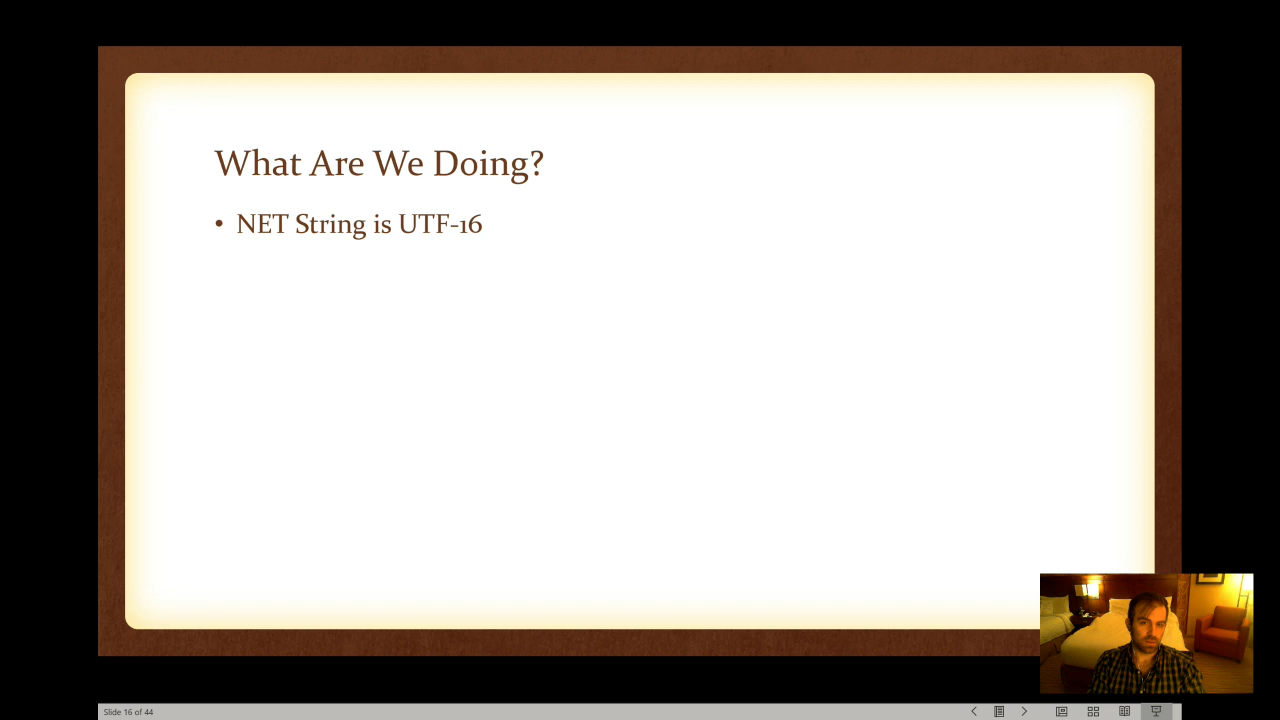 What Are We Doing?
• NET String is UTF-16
Slide 16 of 44